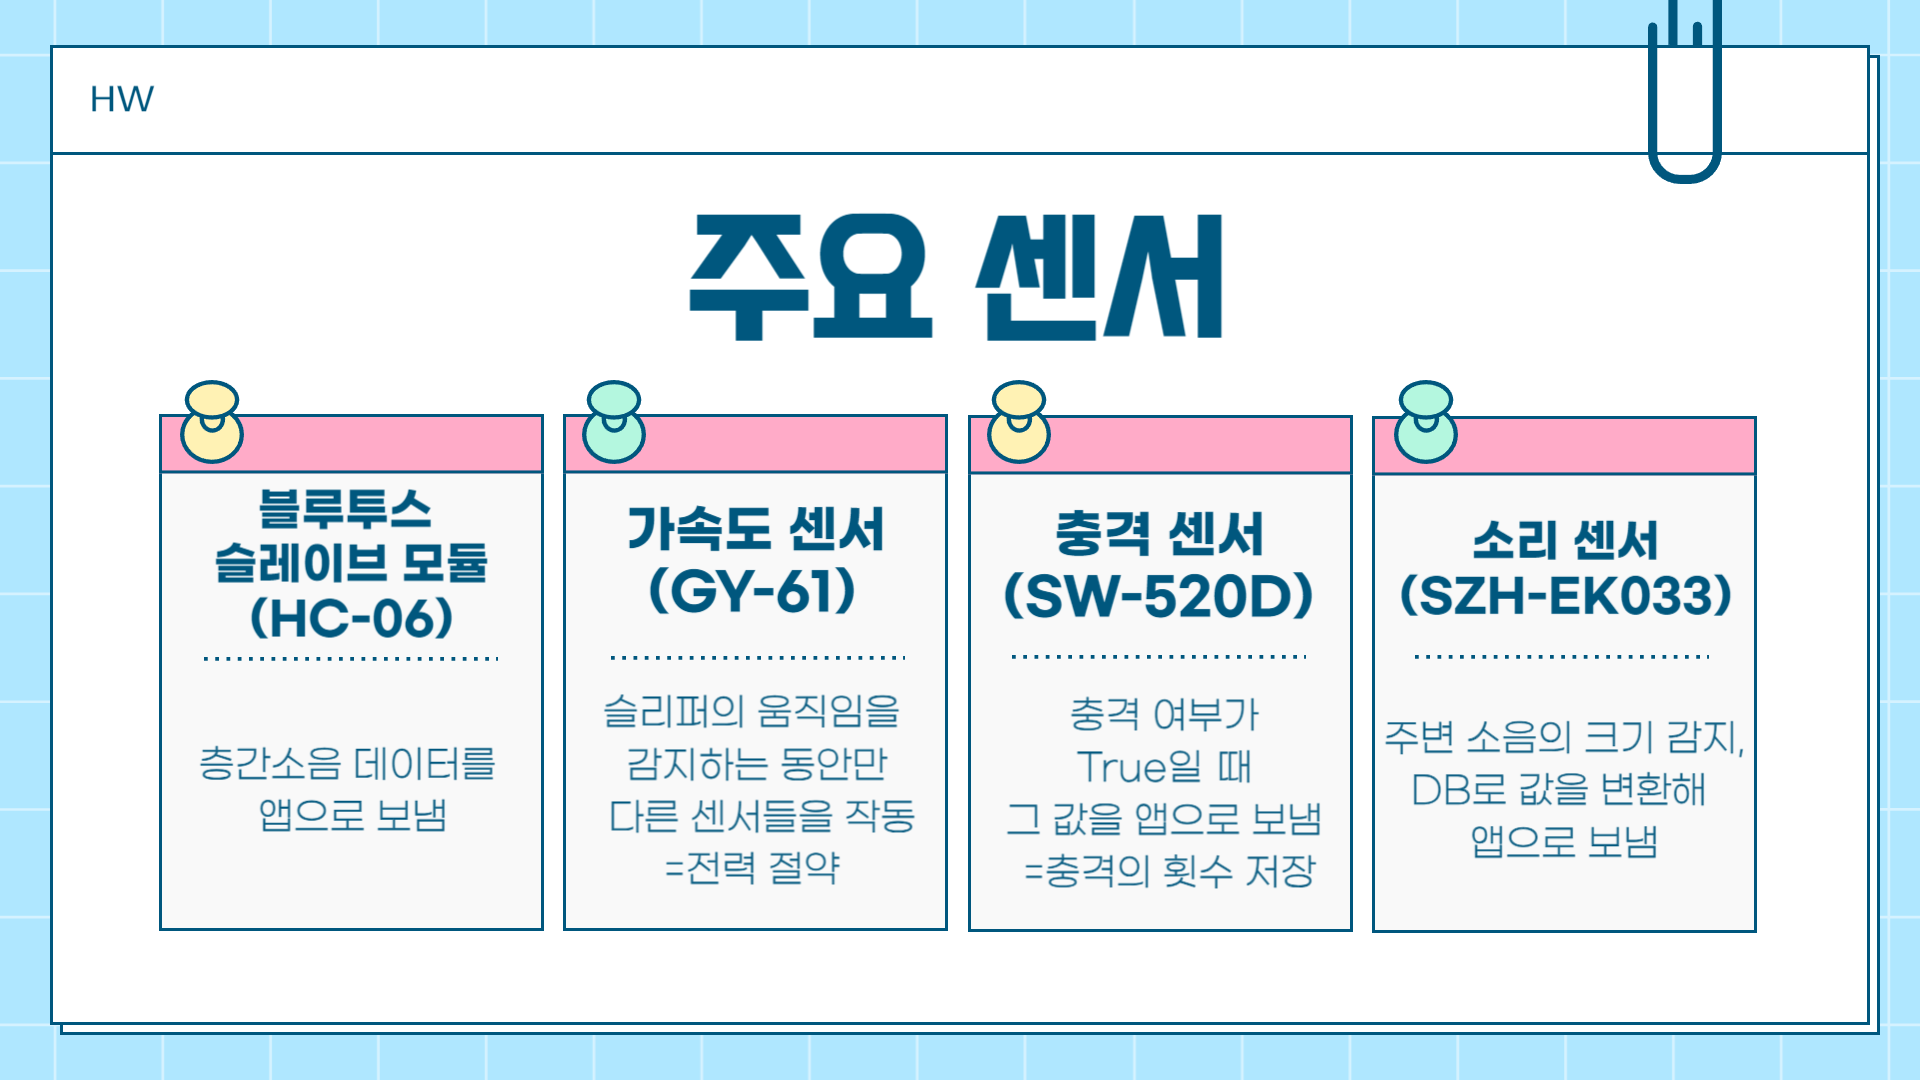 HW
주요 센서
블루투스
슬레이브 모듈
(HC-06)
층간소음 데이터를
앱으로 보냄
가속도 센서
(GY-61)
슬리퍼의 움직임을
감지하는 동안만
다른 센서들을 작동
=전력 절약
충격 센서
(SW-520D)
충격 여부가
True일 때
그 값을 앱으로 보냄
=충격의 횟수 저장
소리 센서
(SZH-EK033)
주변 소음의 크기 감지,
DB로 값을 변환해
앱으로 보냄